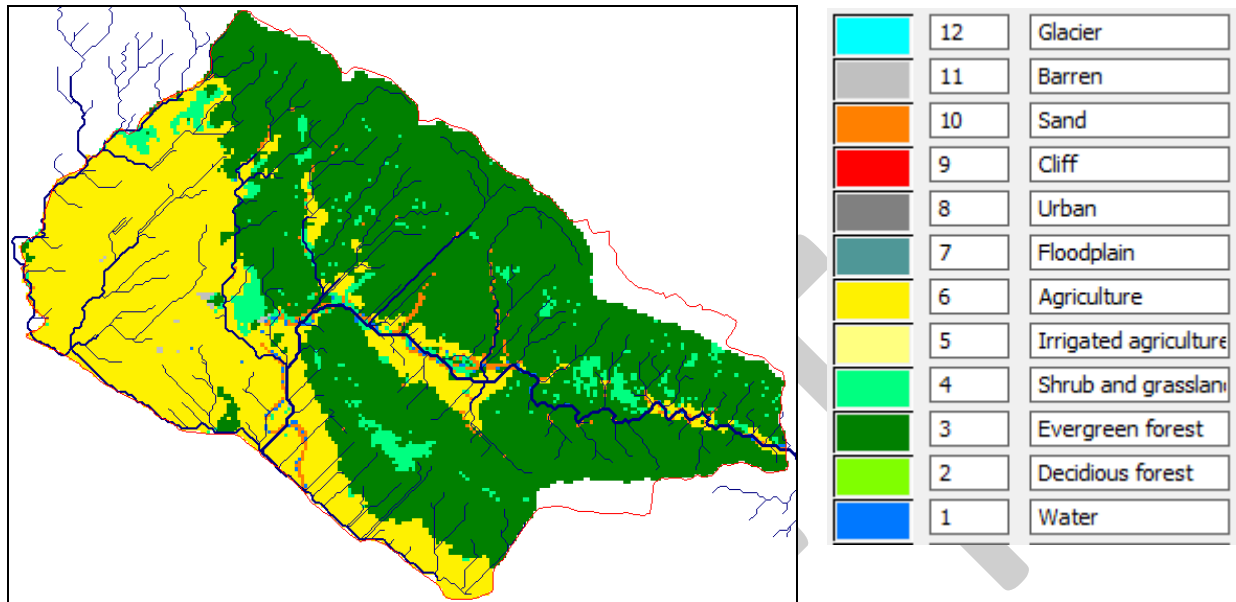 12 Glacier
11 Barren
10 Sand
9 Cliff
8 Urban
7 Floodplain
6 Agriculture
5 Irrigated agriculture
4 Shrub and grasslan
3 Evergreen forest
2 Decidious forest
1 Water